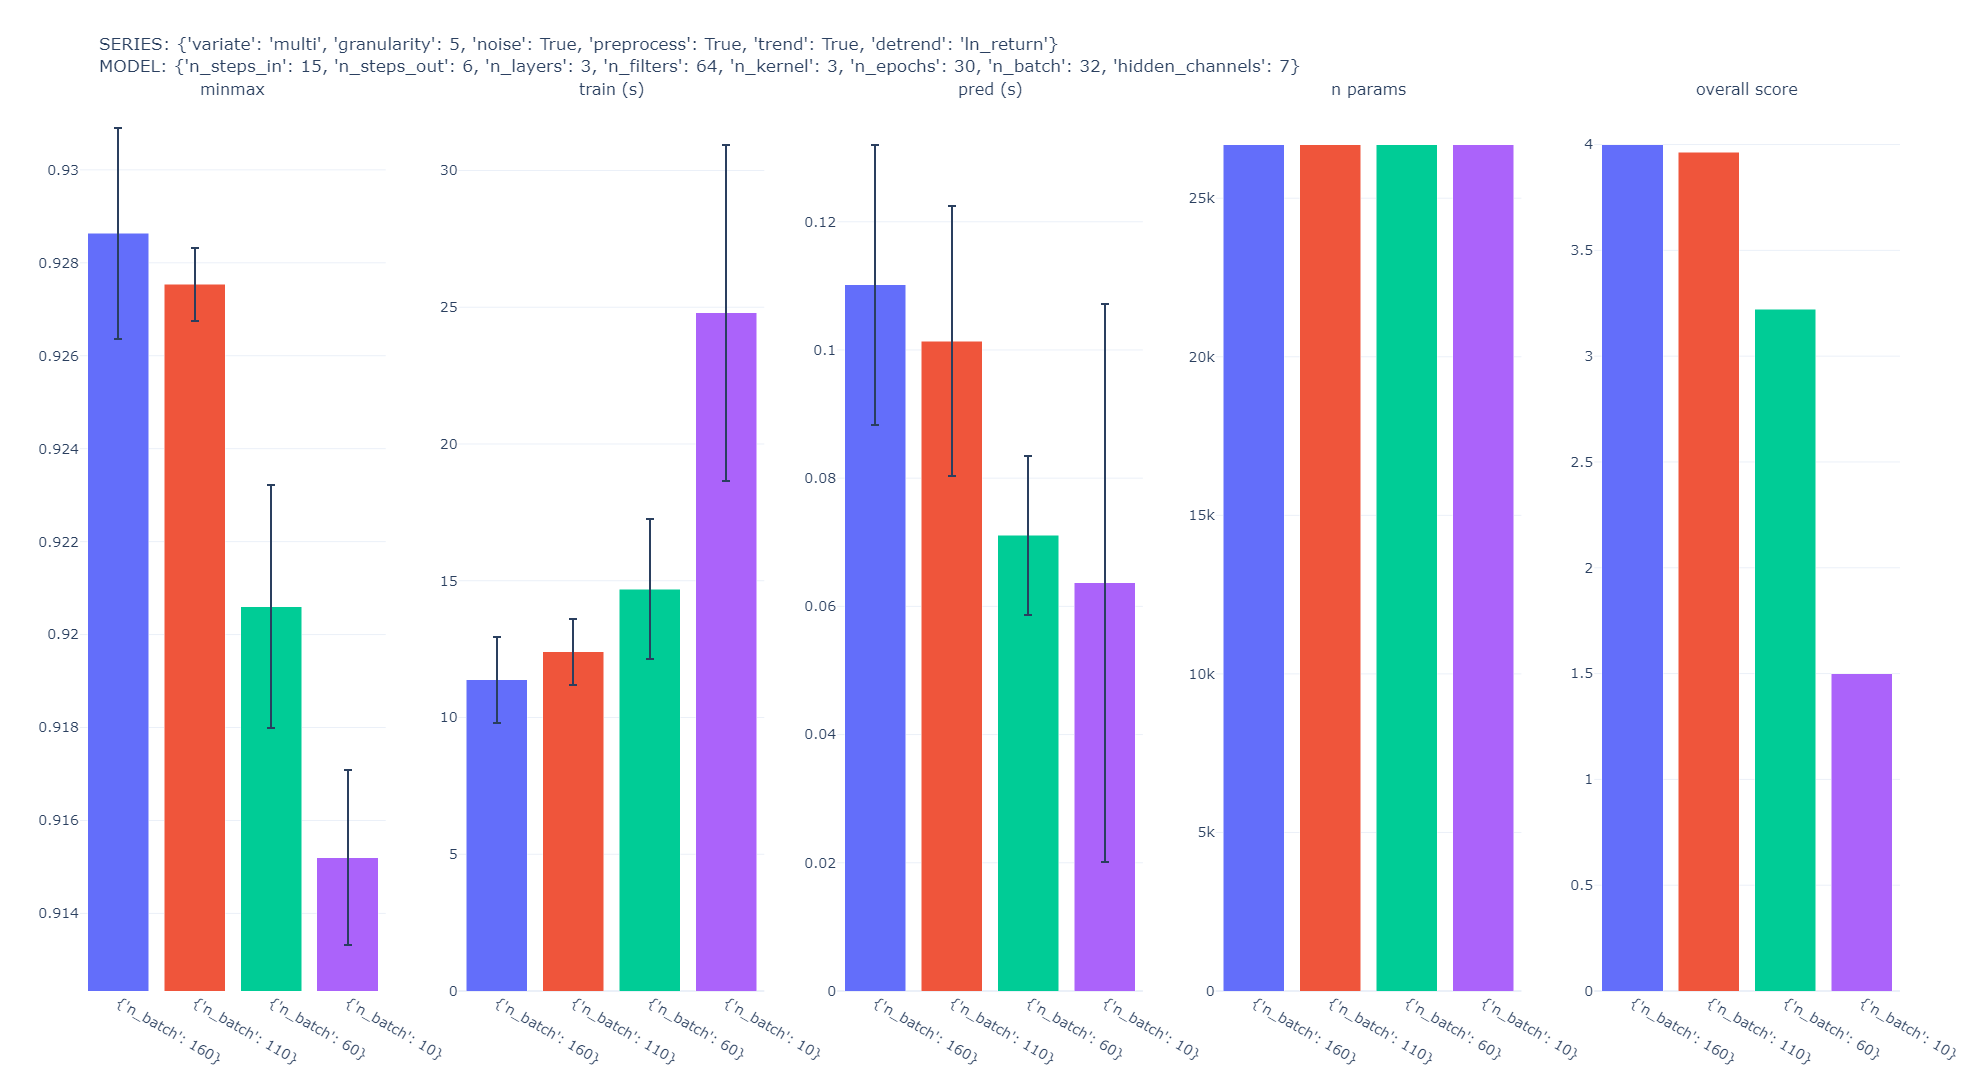 SERIES: {'variate': 'multi', 'granularity': 5, 'noise': True, 'preprocess': True, 'trend': True, 'detrend': 'ln_return'}
MODEL: {'n_steps_in': 15, 'n_steps_out': 6, 'n_layers': 3, 'n_filters': 64, 'n_kernel': 3, 'n_epochs': 30, 'n_batch': 32, 'hidden_channels': 7}
minmax
0.93
0.928
0.926
0.924
0.922
0.92
0.918
0.916
0.914
{'n_batch': 160}
{'n_batch': 110}
{'n_batch': 60}
{'n_batch': 10}
train (s)
30
25
20
15
10
5
0
{'n_batch': 160}
{'n_batch': 110}
{'n_batch': 60}
{'n_batch': 10}
pred (s)
0.12
0.1
0.08
0.06
0.04
0.02
0
{'n_batch': 160}
{'n_batch': 110}
{'n_batch': 60}
{'n_batch': 10}
n params
25k
20k
15k
10k
5k
0
{'n_batch': 160}
{'n_batch': 110}
{'n_batch': 60}
{'n_batch': 10}
overall score
4
3.5
3
2.5
2
1.5
1
0.5
0
{'n_batch': 160}
{'n_batch': 110}
{'n_batch': 60}
{'n_batch': 10}